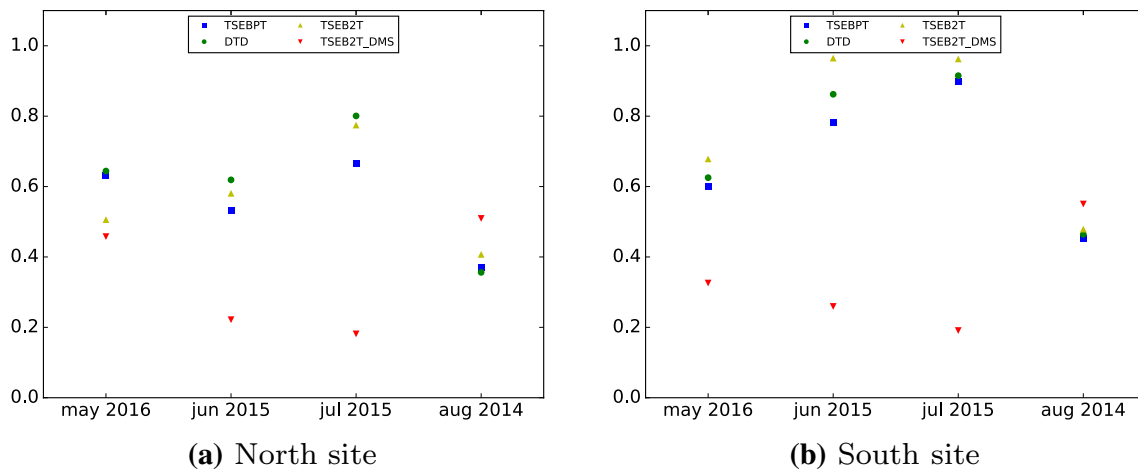 TSEBPT TSEB2T
DTD TSEB2T_DMS
1.0
0.8
0.6
0.4
0.2
0.0
may 2016 jun 2015 jul 2015 aug 2014
(a) North site
TSEBPT TSEB2T
DTD TSEB2T_DMS
1.0
0.8
0.6
0.4
0.2
0.0
may 2016 jun 2015 jul 2015 aug 2014
(b) South site